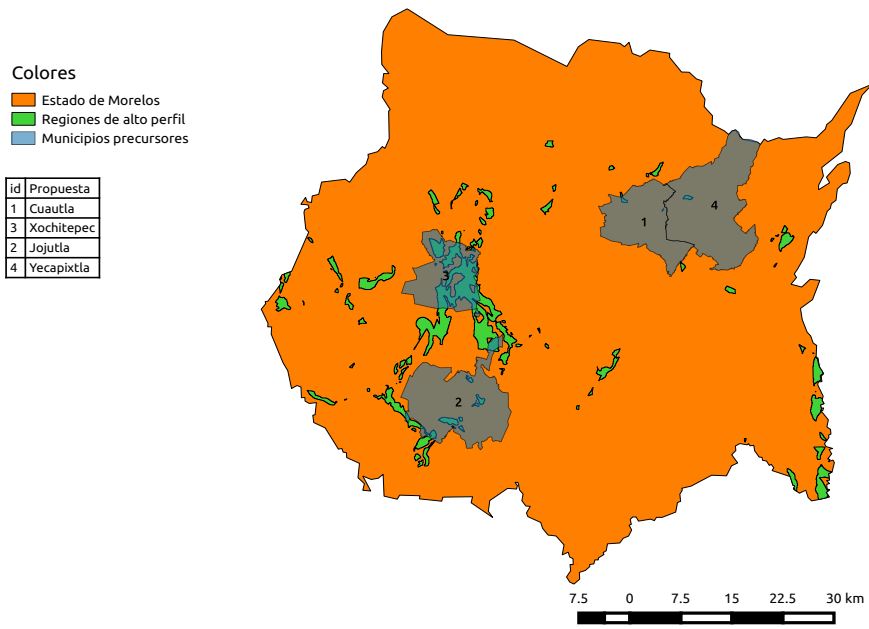 Colores
Estado de Morelos
Regiones de alto perfil
Municipios precursores
id Propuesta
1 Cuautla
3 Xochitepec
2 Jojutla
4 Yecapixtla
4
1
3
7
2
7.5 0 7.5 15 22.5 30 km